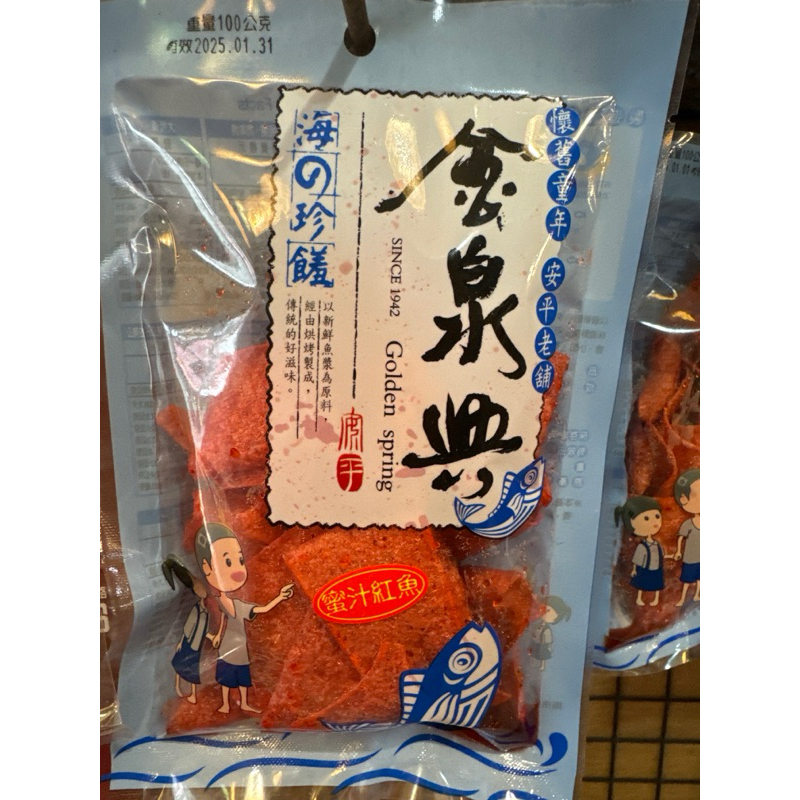 重量100公克
有效2025.01.31
懷舊童年 安平老舖
金泉興
SINCE 1942 Golden spring
海の珍饈
以新鮮魚漿為原料,
經由烘烤製成,
傳統的好滋味。
安平
蜜汁紅魚